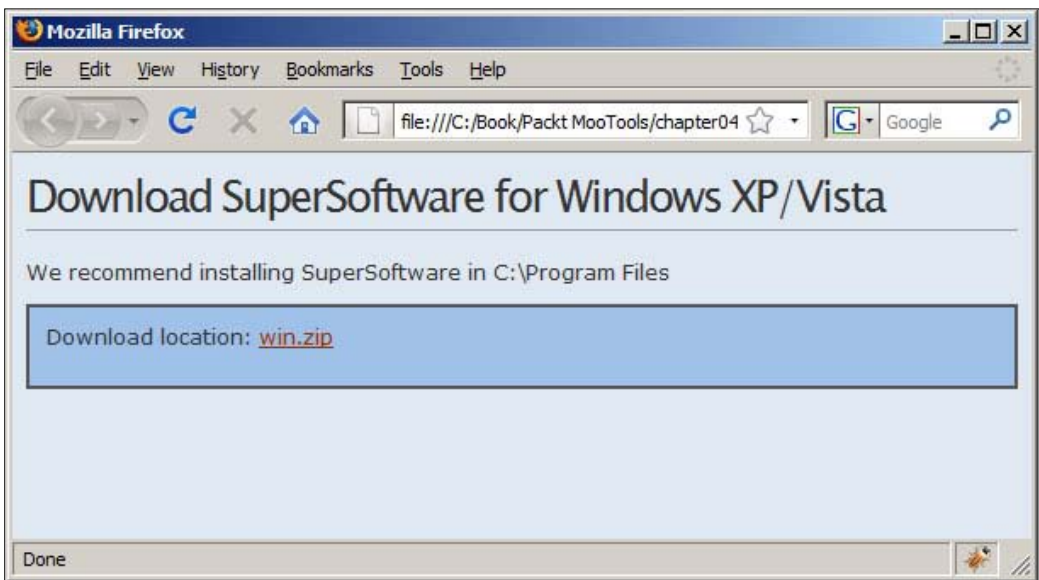 Mozilla Firefox
File Edit View History Bookmarks Tools Help
file:///C:/Book/Packt MooTools/chapter04 G Google
Download SuperSoftware for Windows XP/Vista
We recommend installing SuperSoftware in C:\Program Files
Download location: win.zip
Done